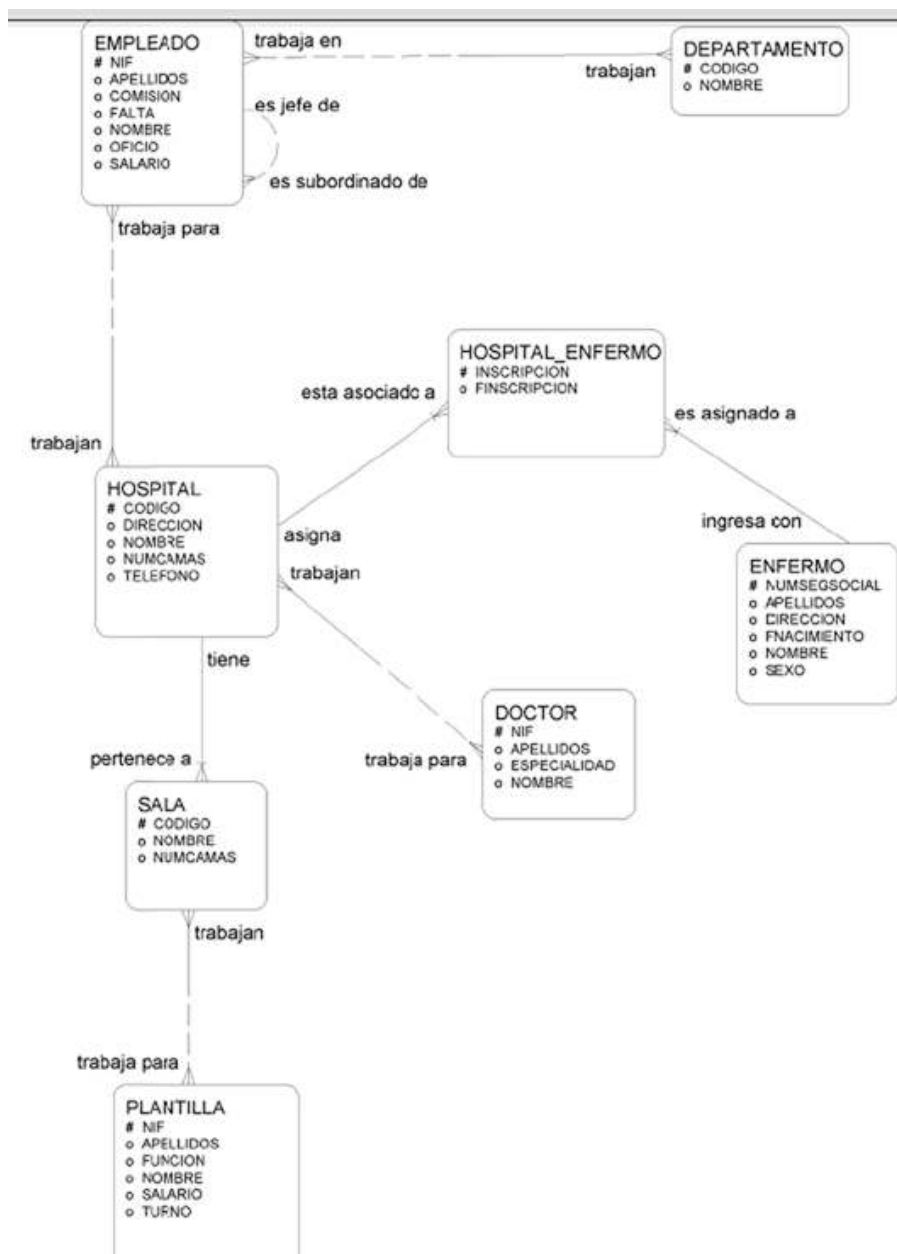 EMPLEADO
# NIF
o APELLIDOS
o COMISION
o FALTA
o NOMBRE
o OFICIO
o SALARIO
trabaja en
trabajan
DEPARTAMENTO
# CODIGO
o NOMBRE
es jefe de
es subordinado de
trabaja para
trabajan
HOSPITAL_ENFERMO
# INSCRIPCION
o FINSCRIPCION
esta asociado a
es asignado a
HOSPITAL
# CODIGO
o DIRECCION
o NOMBRE
o NUMCAMAS
o TELEFONO
asigna
trabajan
ingresa con
ENFERMO
# NUMSEGSOCIAL
o APELLIDOS
o DIRECCION
o FNACIMIENTO
o NOMBRE
o SEXO
tiene
pertenece a
trabaja para
DOCTOR
# NIF
o APELLIDOS
o ESPECIALIDAD
o NOMBRE
SALA
# CODIGO
o NOMBRE
o NUMCAMAS
trabajan
trabaja para
PLANTILLA
# NIF
o APELLIDOS
o FUNCION
o NOMBRE
o SALARIO
o TURNO